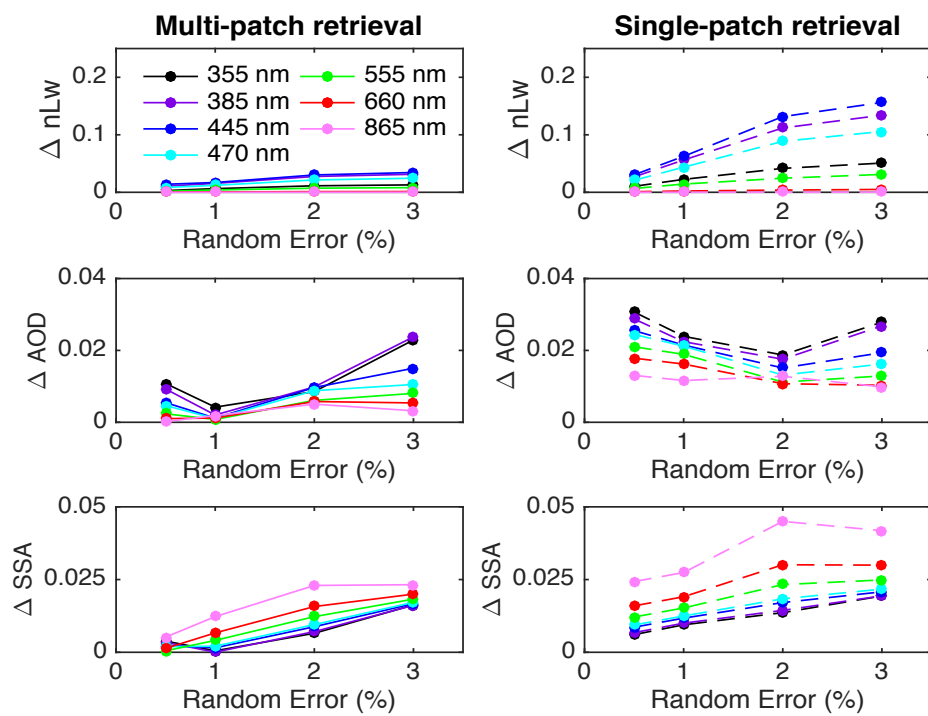 Multi-patch retrieval
Single-patch retrieval
Δ nLw
0.2
0.1
0
355 nm
385 nm
445 nm
470 nm
555 nm
660 nm
865 nm
0 1 2 3
Random Error (%)
Δ nLw
0.2
0.1
0
0 1 2 3
Random Error (%)
Δ AOD
0.04
0.02
0
0 1 2 3
Random Error (%)
Δ AOD
0.04
0.02
0
0 1 2 3
Random Error (%)
Δ SSA
0.05
0.025
0
0 1 2 3
Random Error (%)
Δ SSA
0.05
0.025
0
0 1 2 3
Random Error (%)